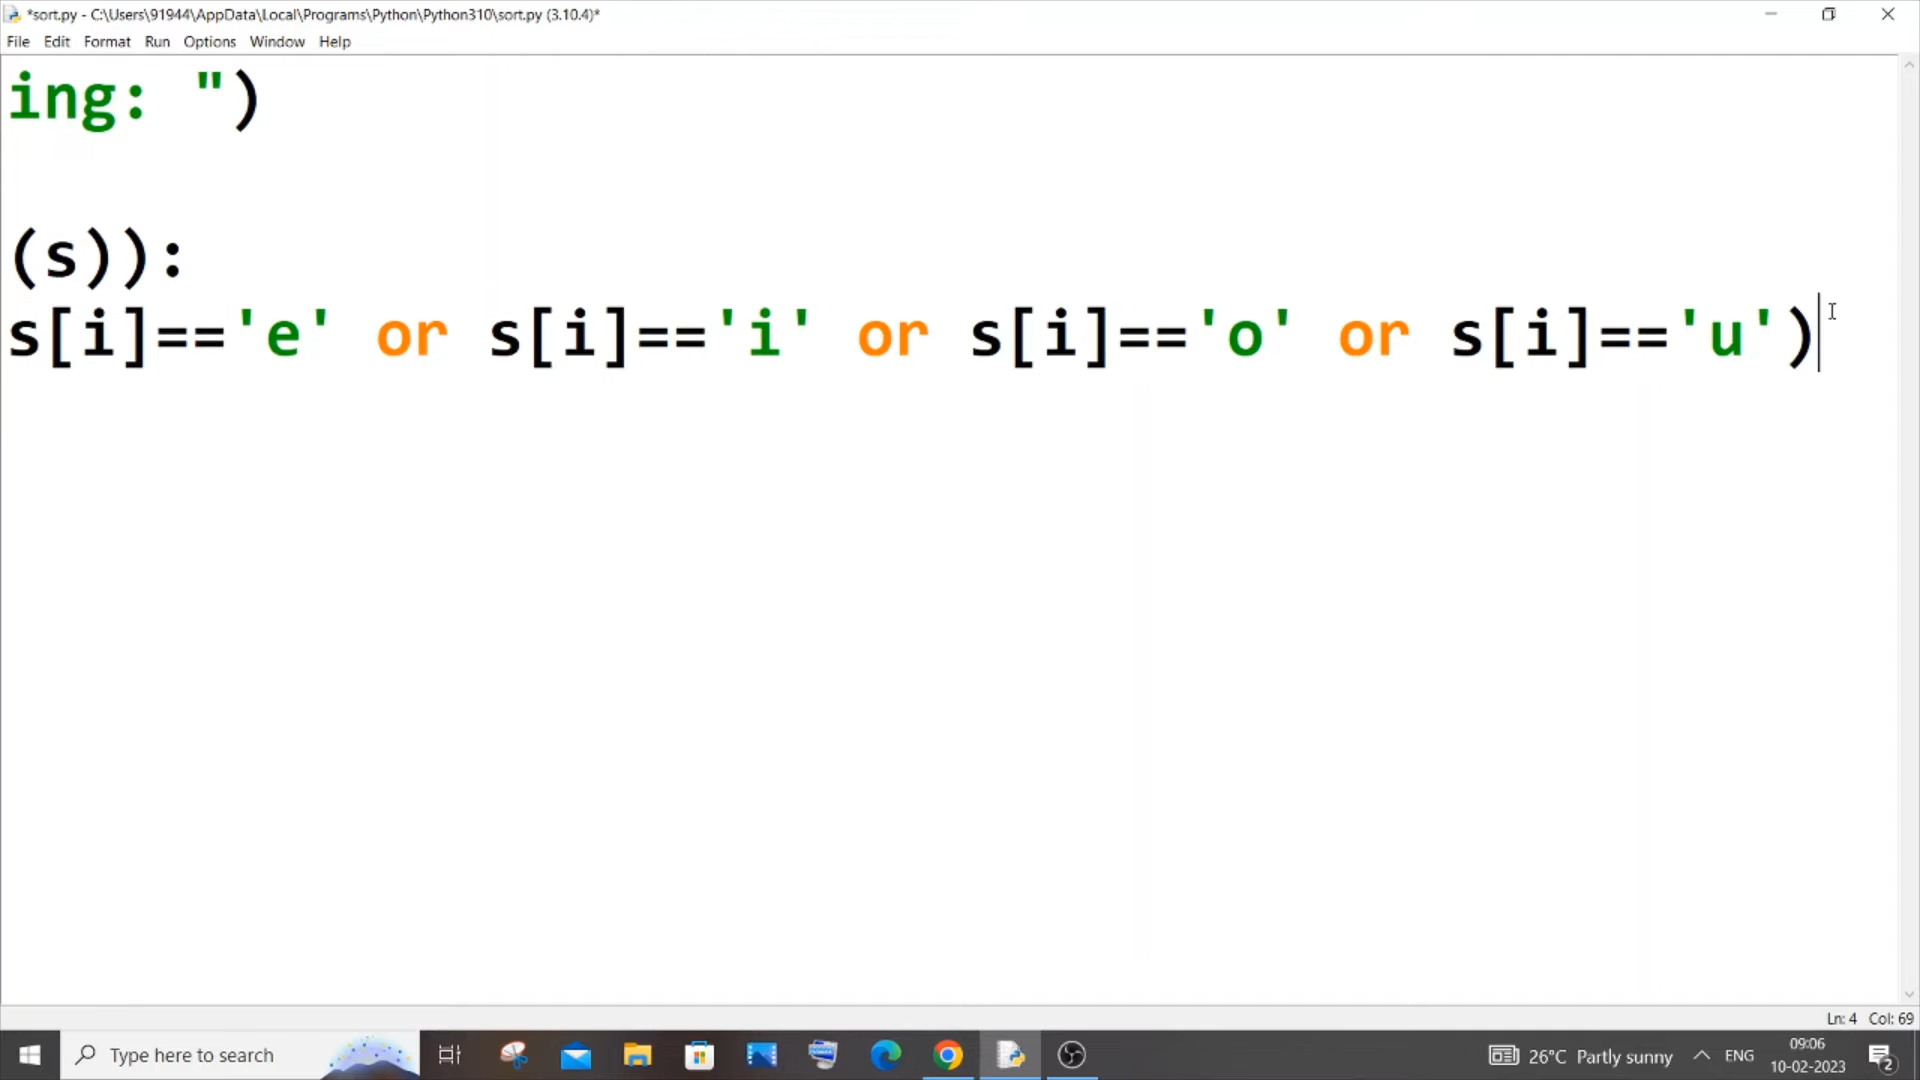 *sort.py - C:\Users\91944\AppData\Local\Programs\Python\Python310\sort.py (3.10.4)*
File Edit Format Run Options Window Help
ing: ")
(s)):
s[i]=='e' or s[i]=='i' or s[i]=='o' or s[i]=='u')
Ln: 4 Col: 69
Type here to search
26°C Partly sunny
ENG
09:06
10-02-2023
2